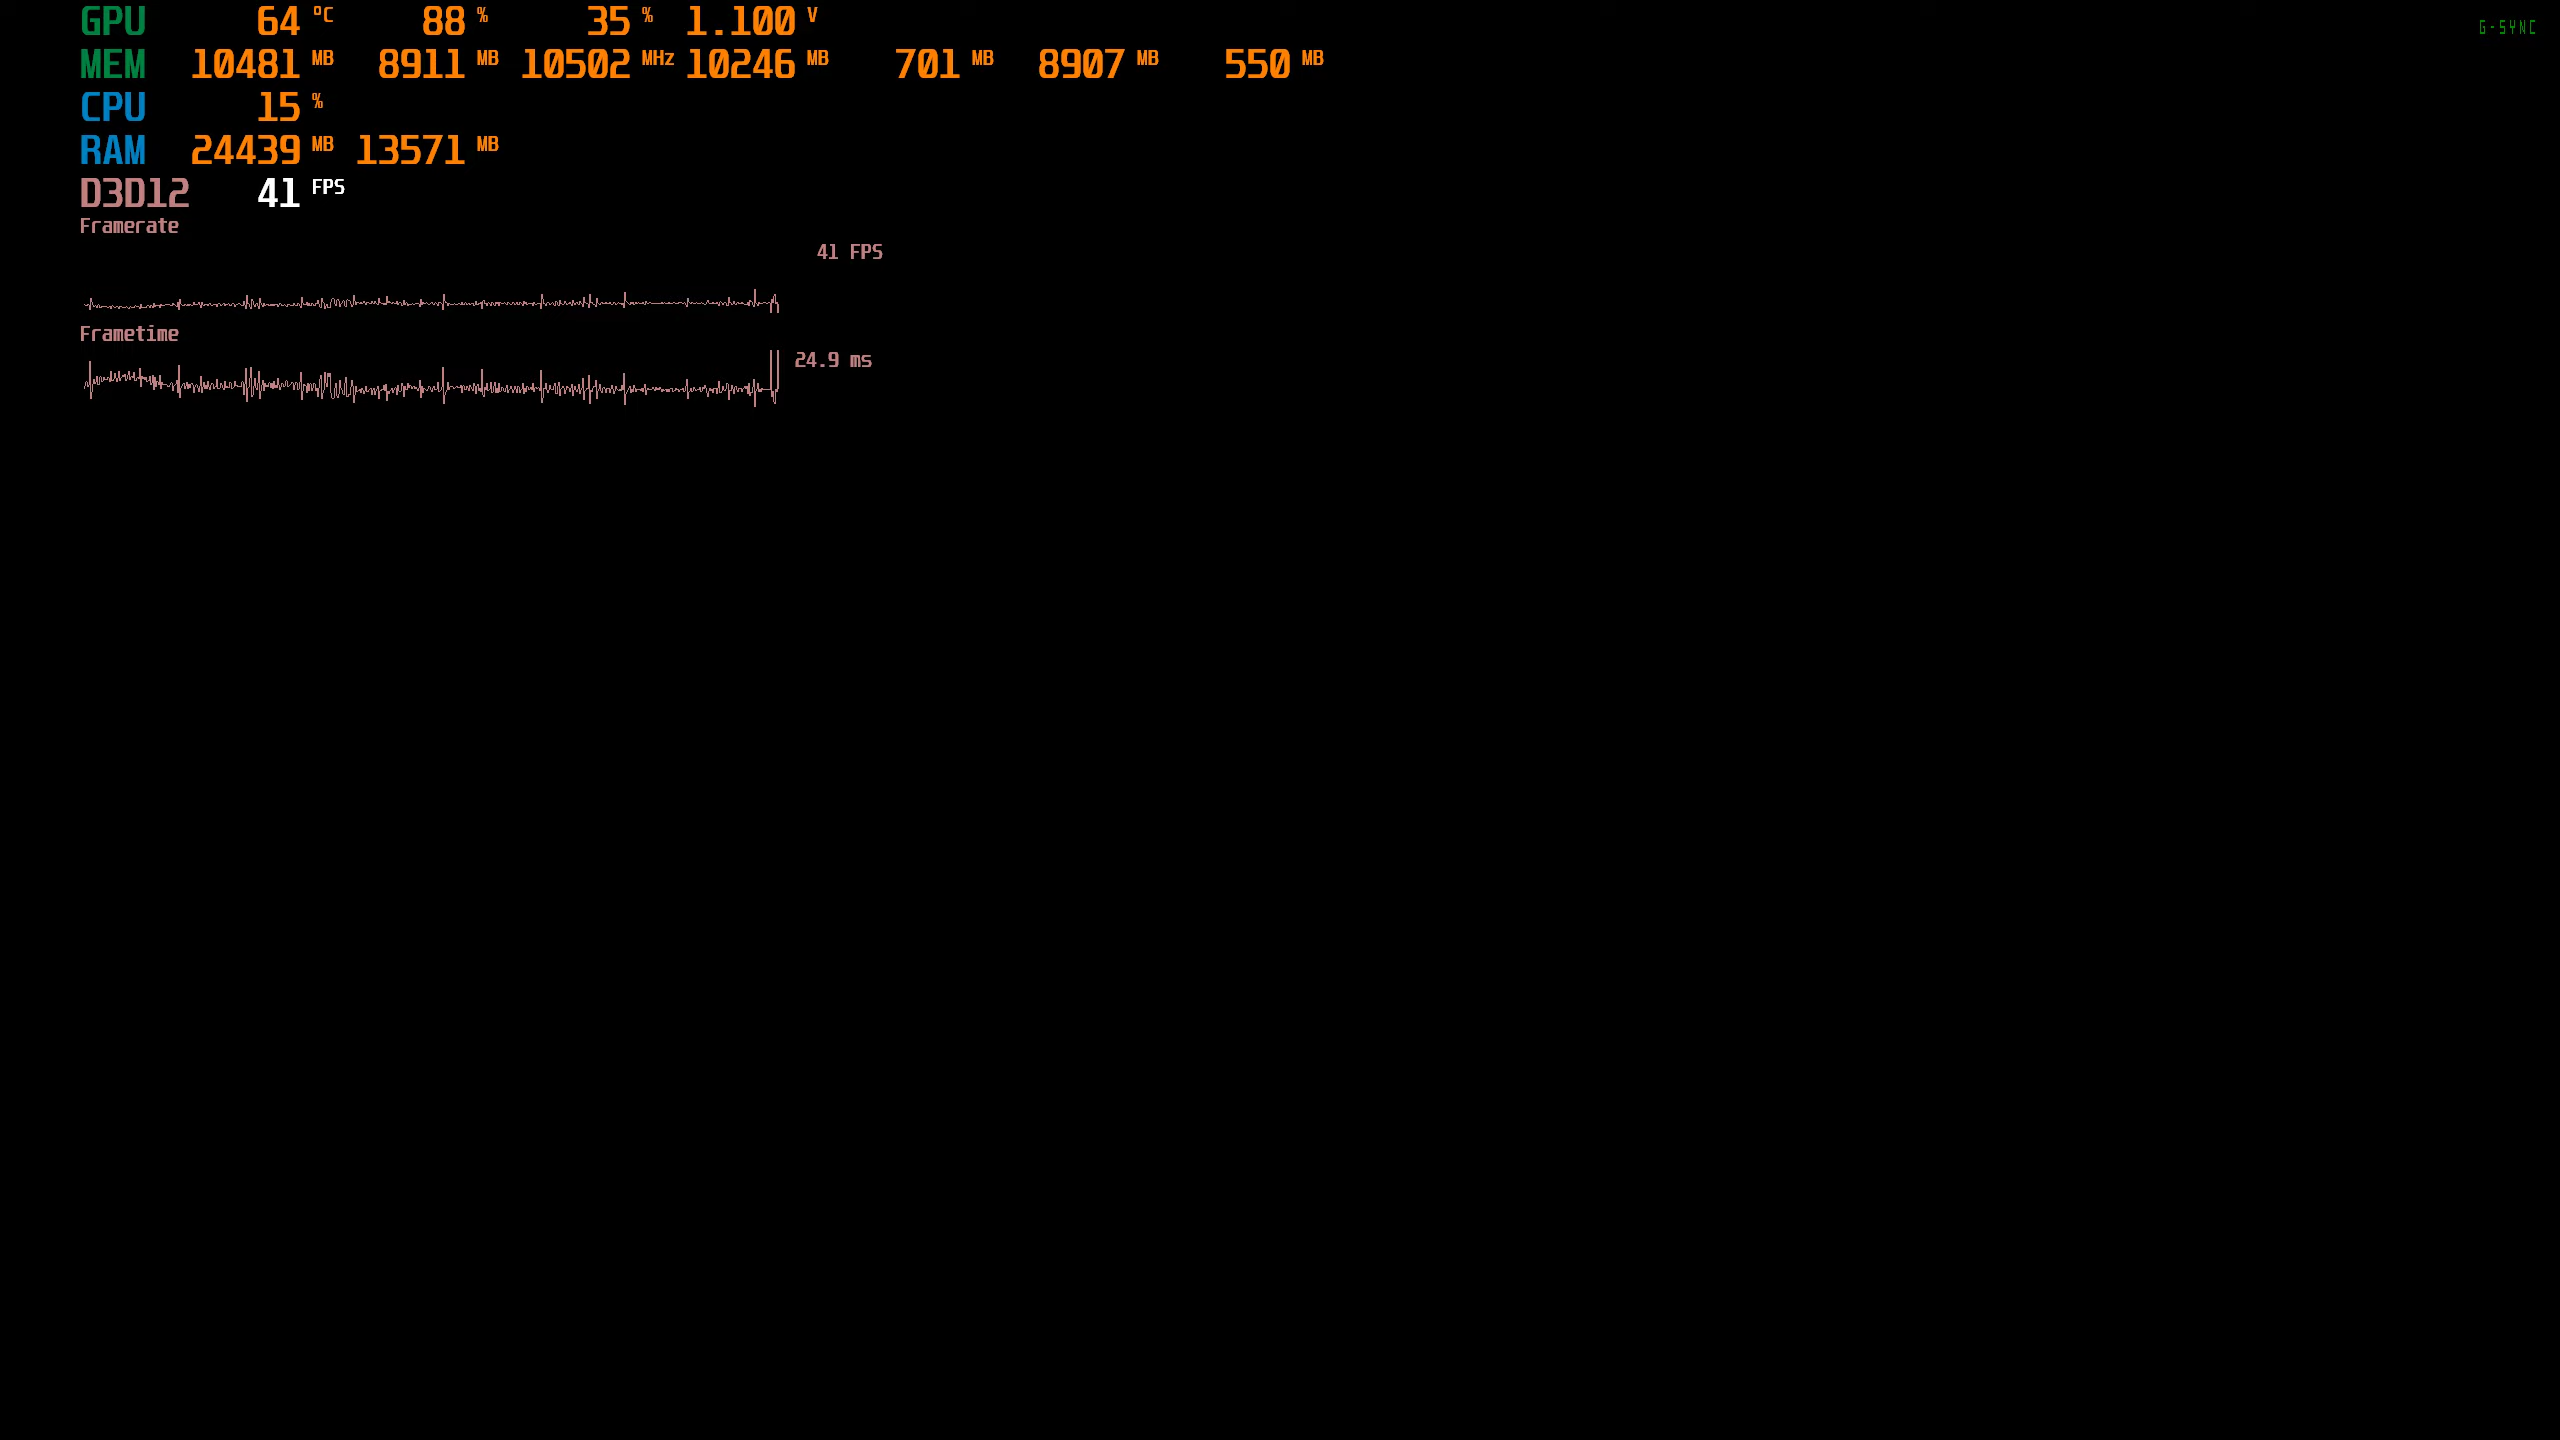 GPU 64 °C 88 % 35 % 1.100 V
G-SYNC
MEM 10481 MB 8911 MB 10502 MHz 10246 MB 701 MB 8907 MB 550 MB
CPU 15 %
RAM 24439 MB 13571 MB
D3D12 41 FPS
Framerate
41 FPS
Frametime
24.9 ms